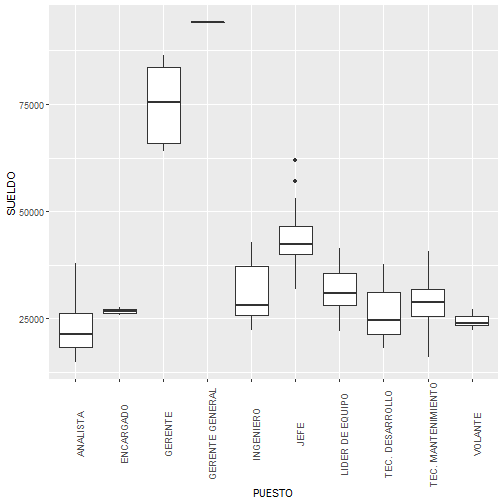 SUELDO
75000
50000
25000
ANALISTA
ENCARGADO
GERENTE
GERENTE GENERAL
INGENIERO
JEFE
LIDER DE EQUIPO
TEC. DESARROLLO
TEC. MANTENIMIENTO
VOLANTE
PUESTO